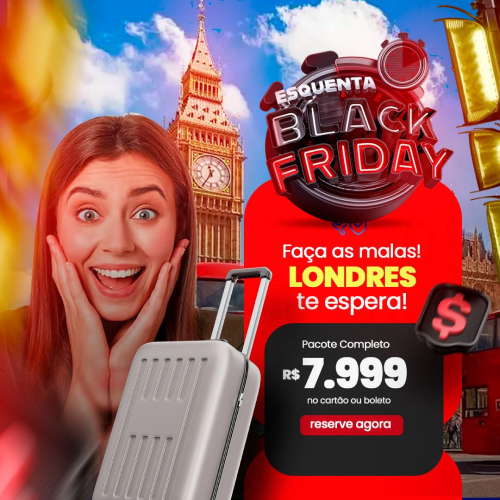 ESQUENTA
BLACK
FRIDAY
Faça as malas!
LONDRES
te espera!
$
Pacote Completo
R$ 7.999
no cartão ou boleto
reserve agora